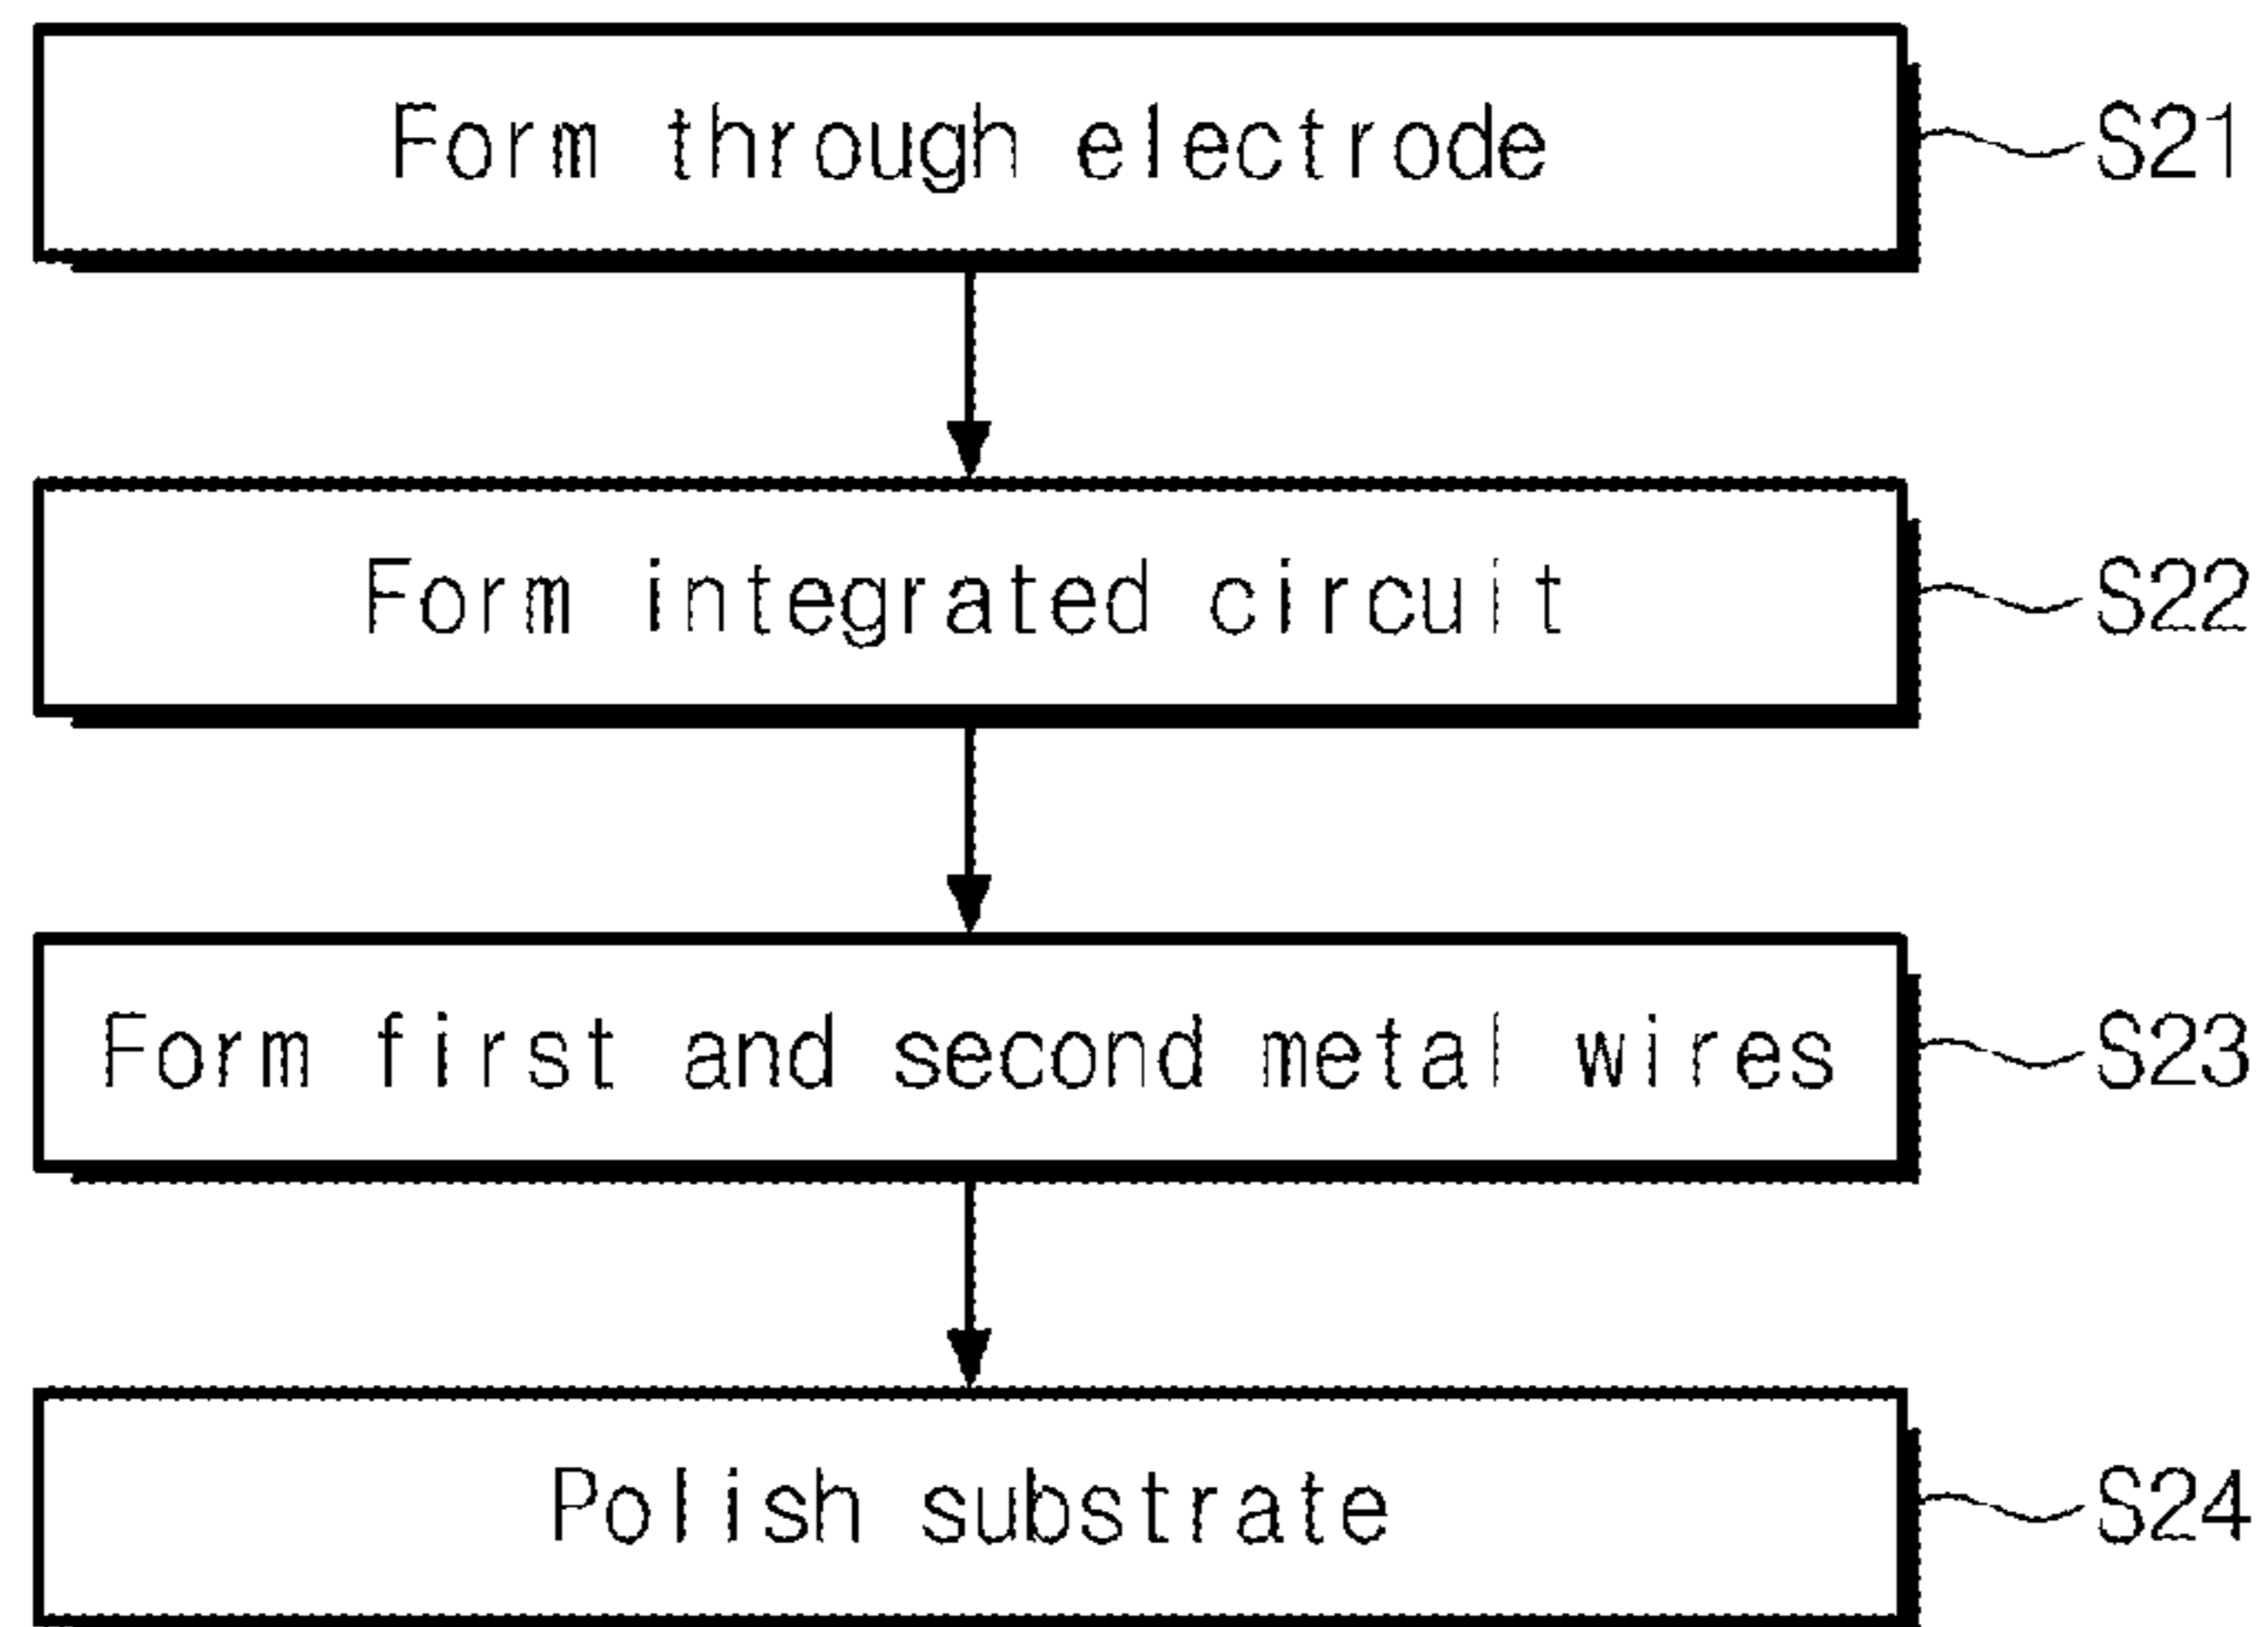 Form through electrode S21
Form integrated circuit S22
Form first and second metal wires S23
Polish substrate S24